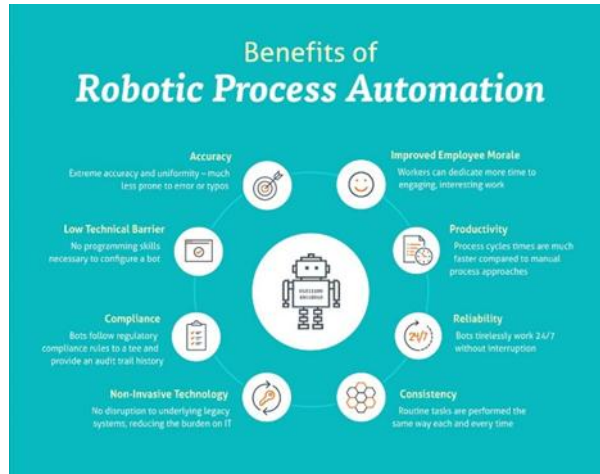 Benefits of
Robotic Process Automation
Accuracy
Extreme accuracy and uniformity – much
less prone to error or typos
Improved Employee Morale
Workers can dedicate more time to
engaging, interesting work
Low Technical Barrier
No programming skills
necessary to configure a bot
Productivity
Process cycles times are much
faster compared to manual
process approaches
Compliance
Bots follow regulatory
compliance rules to a tee and
provide an audit trail history
Reliability
Bots tirelessly work 24/7
without interruption
24/7
Non-Invasive Technology
No disruption to underlying legacy
systems, reducing the burden on IT
Consistency
Routine tasks are performed the
same way each and every time